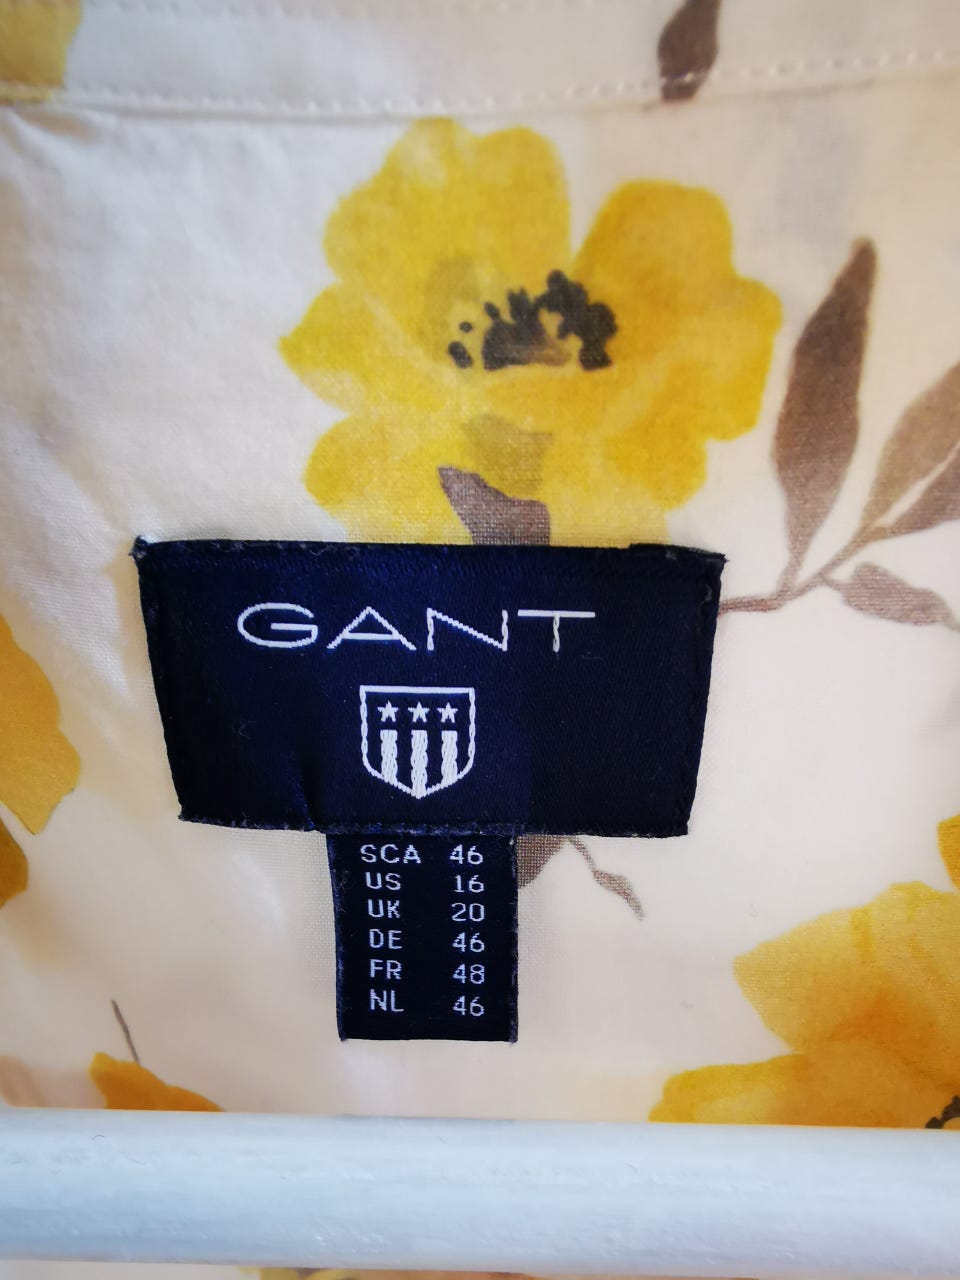 GANT
SCA 46
US 16
UK 20
DE 46
FR 48
NL 46